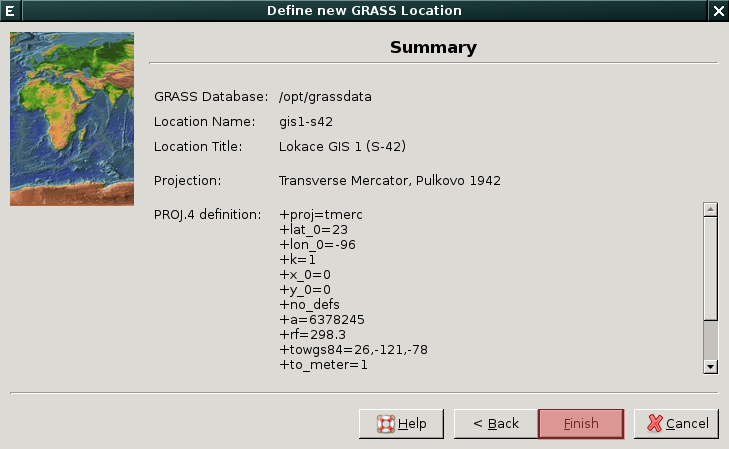 E Define new GRASS Location
Summary
GRASS Database: /opt/grassdata
Location Name: gis1-s42
Location Title: Lokace GIS 1 (S-42)
Projection: Transverse Mercator, Pulkovo 1942
PROJ.4 definition: +proj=tmerc
+lat_0=23
+lon_0=-96
+k=1
+x_0=0
+y_0=0
+no_defs
+a=6378245
+rf=298.3
+towgs84=26,-121,-78
+to_meter=1
Help < Back Finish Cancel